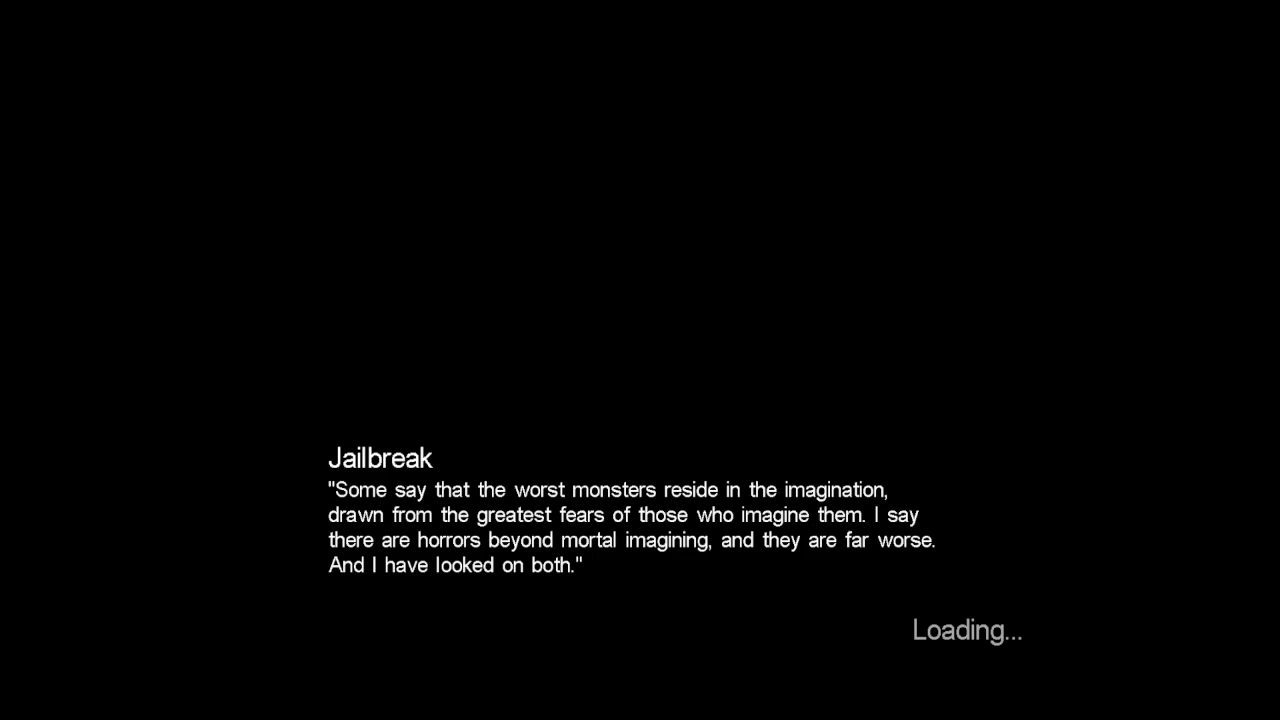 Jailbreak
"Some say that the worst monsters reside in the imagination,
drawn from the greatest fears of those who imagine them. I say
there are horrors beyond mortal imagining, and they are far worse.
And I have looked on both."
Loading...